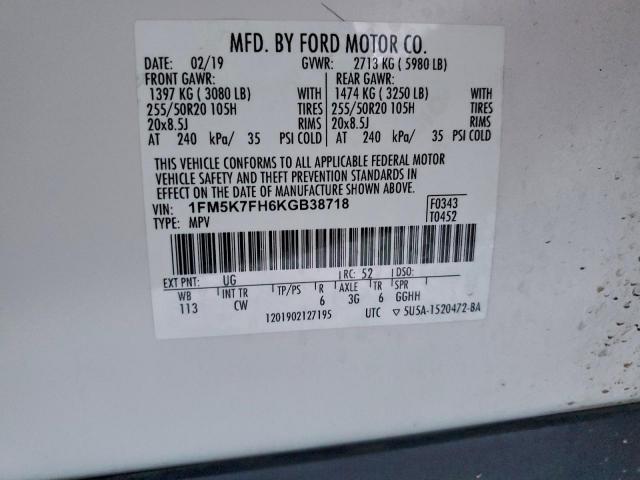 MFD. BY FORD MOTOR CO.
DATE: 02/19 GVWR: 2713 KG ( 5980 LB)
FRONT GAWR: REAR GAWR:
1397 KG ( 3080 LB) WITH 1474 KG ( 3250 LB) WITH
255/50R20 105H TIRES 255/50R20 105H TIRES
20x8.5J RIMS 20x8.5J RIMS
AT 240 kPa/ 35 PSI COLD AT 240 kPa/ 35 PSI COLD
THIS VEHICLE CONFORMS TO ALL APPLICABLE FEDERAL MOTOR
VEHICLE SAFETY AND THEFT PREVENTION STANDARDS IN
EFFECT ON THE DATE OF MANUFACTURE SHOWN ABOVE.
VIN: 1FM5K7FH6KGB38718 F0343
TYPE: MPV T0452
EXT PNT: UG RC: 52 DSO:
WB INT TR TP/PS R AXLE TR SPR
113 CW 6 3G 6 GGHH
1201902127195 UTC ▽ 5U5A-1520472-BA